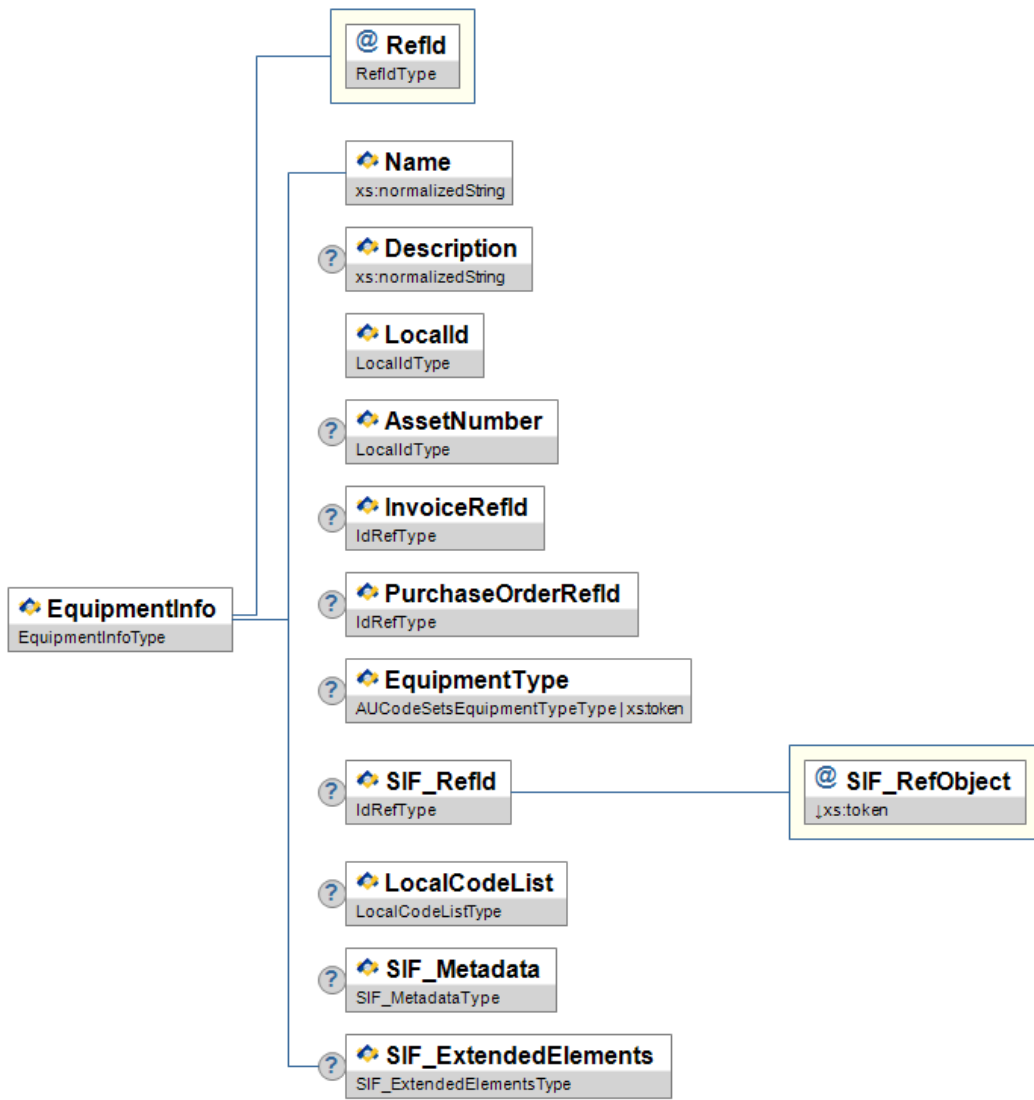 @ RefId
RefIdType
Name
xs:normalizedString
? Description
xs:normalizedString
LocalId
LocalIdType
? AssetNumber
LocalIdType
? InvoiceRefId
IdRefType
? PurchaseOrderRefId
IdRefType
EquipmentInfo
EquipmentInfoType
? EquipmentType
AUCodeSetsEquipmentTypeType | xs:token
? SIF_RefId
IdRefType
@ SIF_RefObject
↓xs:token
? LocalCodeList
LocalCodeListType
? SIF_Metadata
SIF_MetadataType
? SIF_ExtendedElements
SIF_ExtendedElementsType